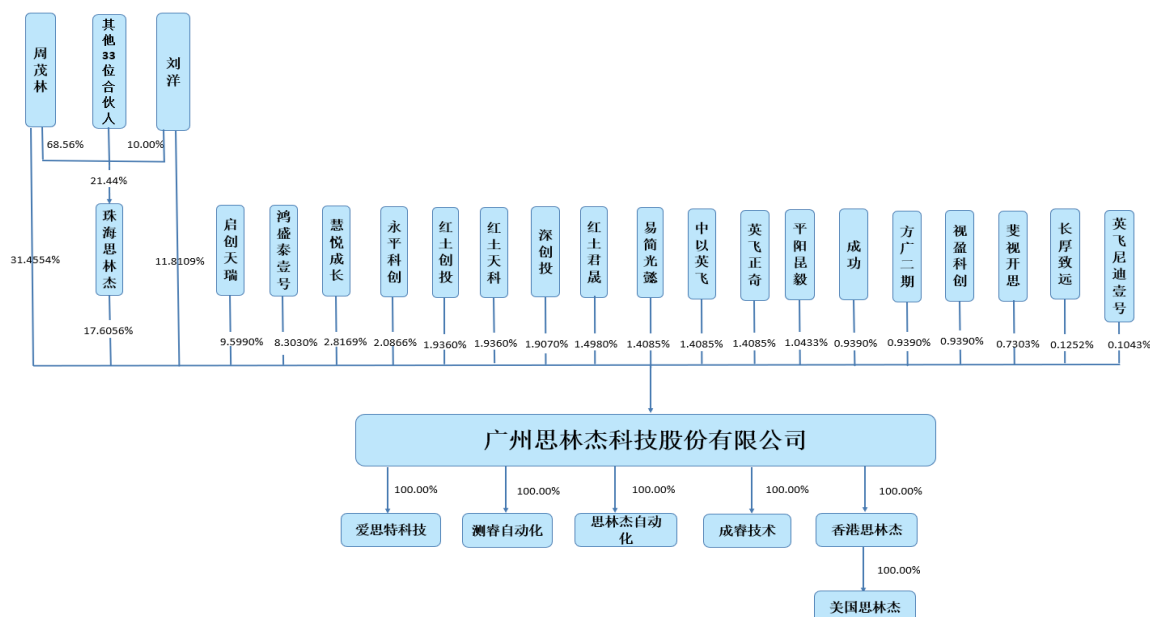 周茂林
其他33位合伙人
刘洋
68.56%
10.00%
21.44%
珠海思林杰
启创天瑞
鸿盛泰壹号
慧悦成长
永平科创
红土创投
红土天科
深创投
红土君晟
易简光懿
中以英飞
英飞正奇
平阳昆毅
成功
方广二期
视盈科创
斐视开思
长厚致远
英飞尼迪壹号
31.4554%
11.8109%
17.6056%
9.5990%
8.3030%
2.8169%
2.0866%
1.9360%
1.9360%
1.9070%
1.4980%
1.4085%
1.4085%
1.4085%
1.0433%
0.9390%
0.9390%
0.9390%
0.7303%
0.1252%
0.1043%
广州思林杰科技股份有限公司
100.00%
100.00%
100.00%
100.00%
100.00%
爱思特科技
测睿自动化
思林杰自动
化
成睿技术
香港思林杰
100.00%
美国思林杰